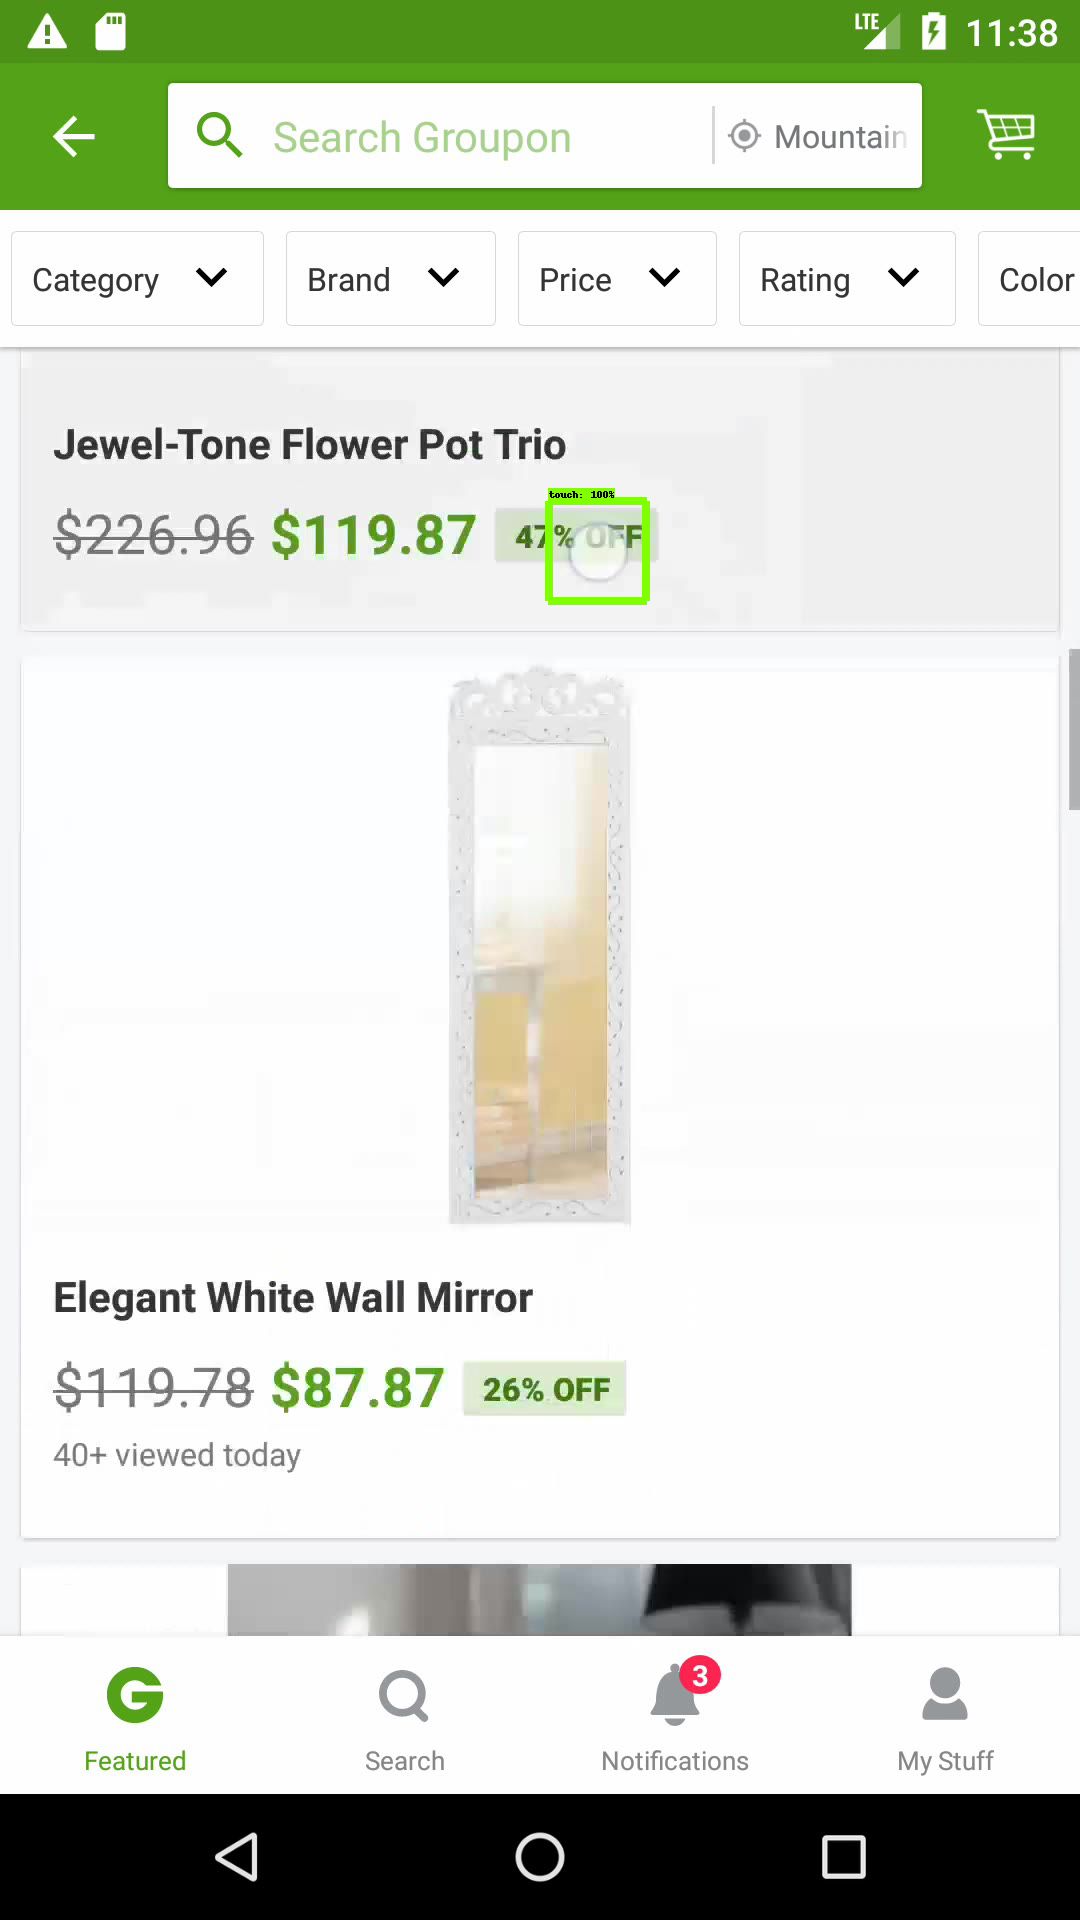 LTE 11:38
Search Groupon Mountain
Category Brand Price Rating Color
Jewel-Tone Flower Pot Trio
touch: 100%
$226.96 $119.87 47% OFF
Elegant White Wall Mirror
$119.78 $87.87 26% OFF
40+ viewed today
3
Featured Search Notifications My Stuff